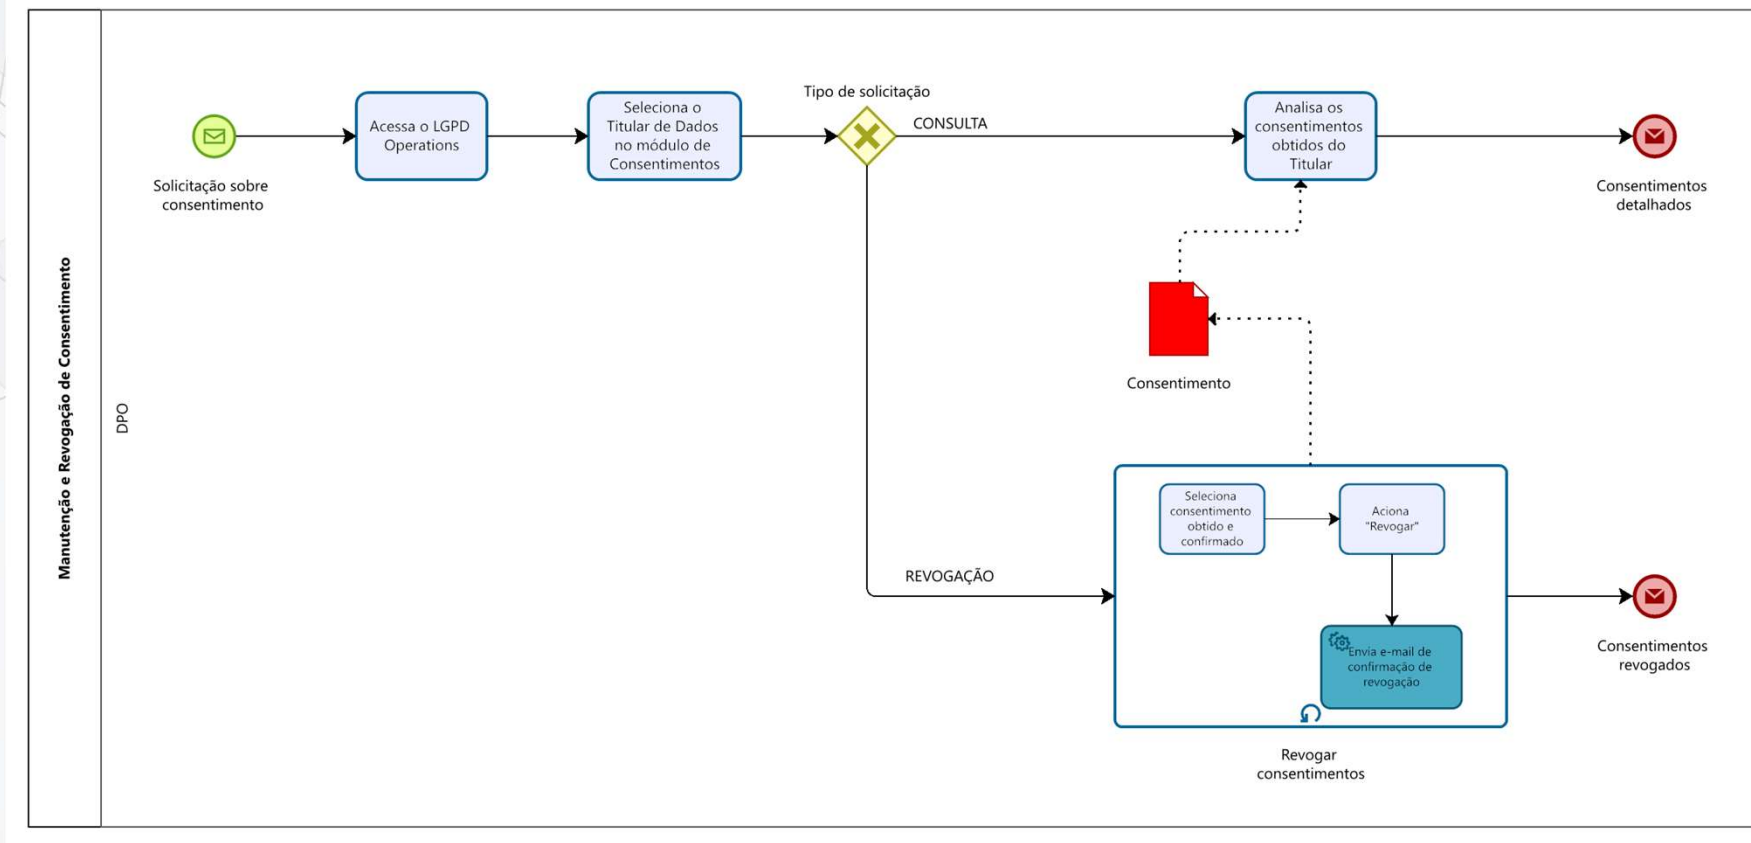 Manutenção e Revogação de Consentimento
DPO
Solicitação sobre
consentimento
Acessa o LGPD
Operations
Seleciona o
Titular de Dados
no módulo de
Consentimentos
Tipo de solicitação
CONSULTA
Analisa os
consentimentos
obtidos do
Titular
Consentimentos
detalhados
Consentimento
REVOGAÇÃO
Seleciona
consentimento
obtido e
confirmado
Aciona
"Revogar"
Envia e-mail de
confirmação de
revogação
Revogar
consentimentos
Consentimentos
revogados